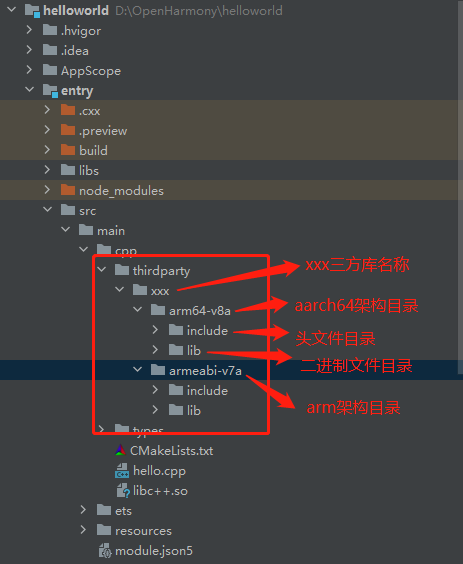 helloworld D:\OpenHarmony\helloworld
.hvigor
.idea
AppScope
entry
.cxx
.preview
build
libs
node_modules
src
main
cpp
thirdparty
xxx三方库名称
xxx
arm64-v8a
aarch64架构目录
include
头文件目录
lib
二进制文件目录
armeabi-v7a
include
arm架构目录
lib
types
CMakeLists.txt
hello.cpp
libc++.so
ets
resources
module.json5